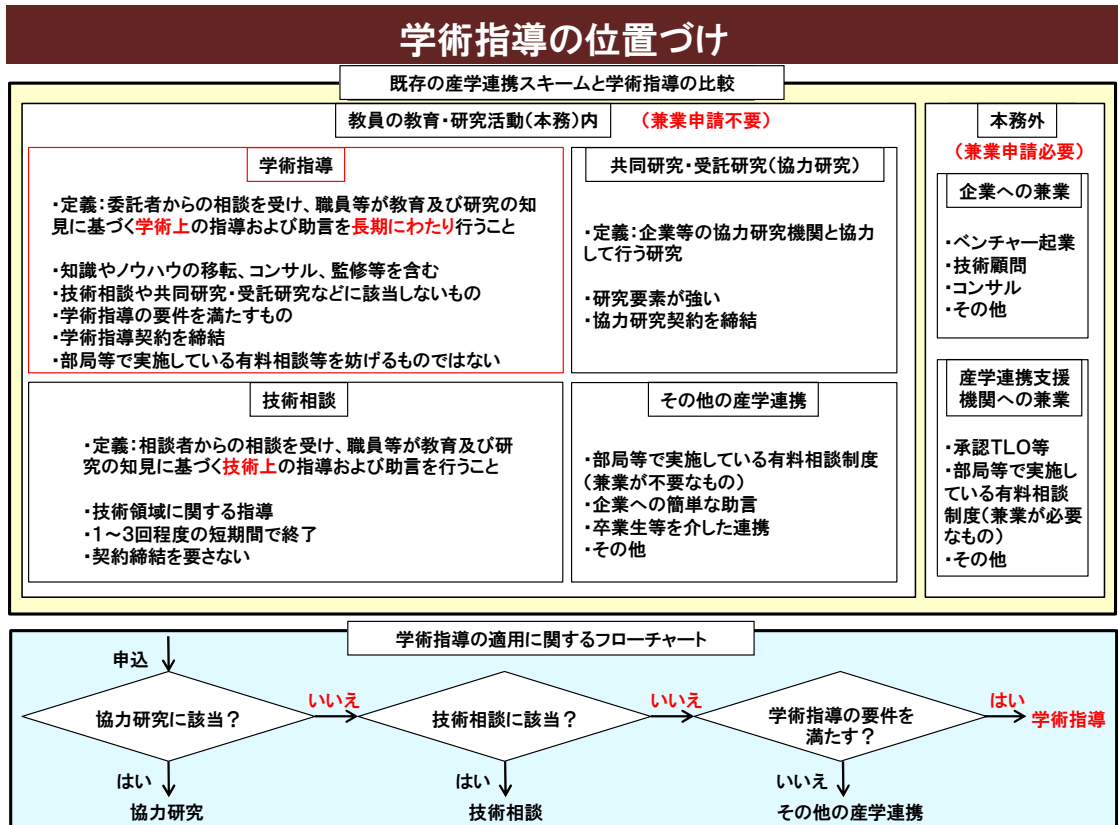 学術指導の位置づけ
既存の産学連携スキームと学術指導の比較
教員の教育・研究活動(本務)内　(兼業申請不要)
学術指導
・定義:委託者からの相談を受け、職員等が教育及び研究の知
見に基づく学術上の指導および助言を長期にわたり行うこと
・知識やノウハウの移転、コンサル、監修等を含む
・技術相談や共同研究・受託研究などに該当しないもの
・学術指導の要件を満たすもの
・学術指導契約を締結
・部局等で実施している有料相談等を妨げるものではない
共同研究・受託研究(協力研究)
・定義:企業等の協力研究機関と協力
して行う研究
・研究要素が強い
・協力研究契約を締結
技術相談
・定義:相談者からの相談を受け、職員等が教育及び研
究の知見に基づく技術上の指導および助言を行うこと
・技術領域に関する指導
・1～3回程度の短期間で終了
・契約締結を要さない
その他の産学連携
・部局等で実施している有料相談制度
(兼業が不要なもの)
・企業への簡単な助言
・卒業生等を介した連携
・その他
本務外
(兼業申請必要)
企業への兼業
・ベンチャー起業
・技術顧問
・コンサル
・その他
産学連携支援
機関への兼業
・承認TLO等
・部局等で実施し
ている有料相談
制度(兼業が必要
なもの)
・その他
学術指導の適用に関するフローチャート
申込
協力研究に該当？
いいえ
技術相談に該当？
いいえ
学術指導の要件を
満たす？
はい
学術指導
はい
協力研究
はい
技術相談
いいえ
その他の産学連携